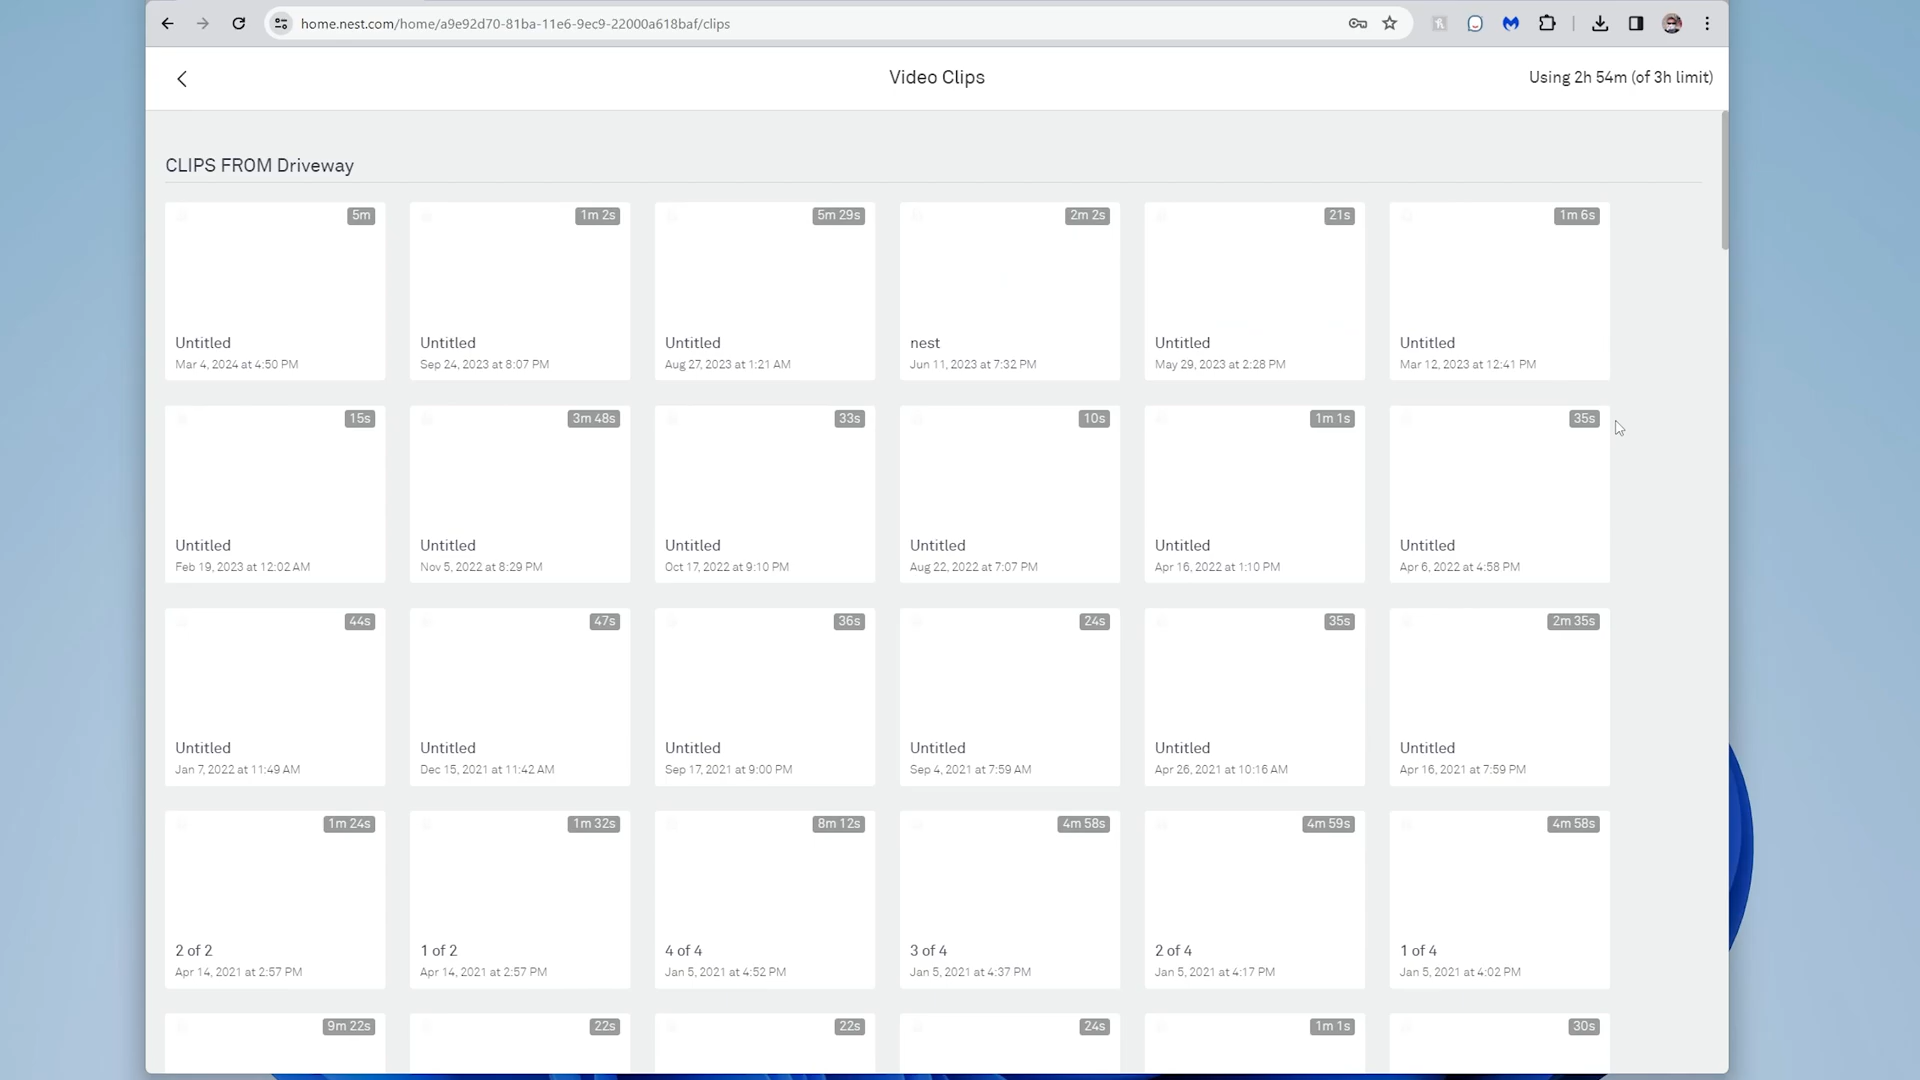 home.nest.com/home/a9e92d70-81ba-11e6-9ec9-22000a618baf/clips
Video Clips
Using 2h 54m (of 3h limit)
CLIPS FROM Driveway
5m
1m 2s
5m 29s
2m 2s
21s
1m 6s
Untitled
Untitled
Untitled
nest
Untitled
Untitled
Mar 4, 2024 at 4:50 PM
Sep 24, 2023 at 8:07 PM
Aug 27, 2023 at 1:21 AM
Jun 11, 2023 at 7:32 PM
May 29, 2023 at 2:28 PM
Mar 12, 2023 at 12:41 PM
15s
3m 48s
33s
10s
1m 1s
35s
Untitled
Untitled
Untitled
Untitled
Untitled
Untitled
Feb 19, 2023 at 12:02 AM
Nov 5, 2022 at 8:29 PM
Oct 17, 2022 at 9:10 PM
Aug 22, 2022 at 7:07 PM
Apr 16, 2022 at 1:10 PM
Apr 6, 2022 at 4:58 PM
44s
47s
36s
24s
35s
2m 35s
Untitled
Untitled
Untitled
Untitled
Untitled
Untitled
Jan 7, 2022 at 11:49 AM
Dec 15, 2021 at 11:42 AM
Sep 17, 2021 at 9:00 PM
Sep 4, 2021 at 7:59 AM
Apr 26, 2021 at 10:16 AM
Apr 16, 2021 at 7:59 PM
1m 24s
1m 32s
8m 12s
4m 58s
4m 59s
4m 58s
2 of 2
1 of 2
4 of 4
3 of 4
2 of 4
1 of 4
Apr 14, 2021 at 2:57 PM
Apr 14, 2021 at 2:57 PM
Jan 5, 2021 at 4:52 PM
Jan 5, 2021 at 4:37 PM
Jan 5, 2021 at 4:17 PM
Jan 5, 2021 at 4:02 PM
9m 22s
22s
22s
24s
1m 1s
30s